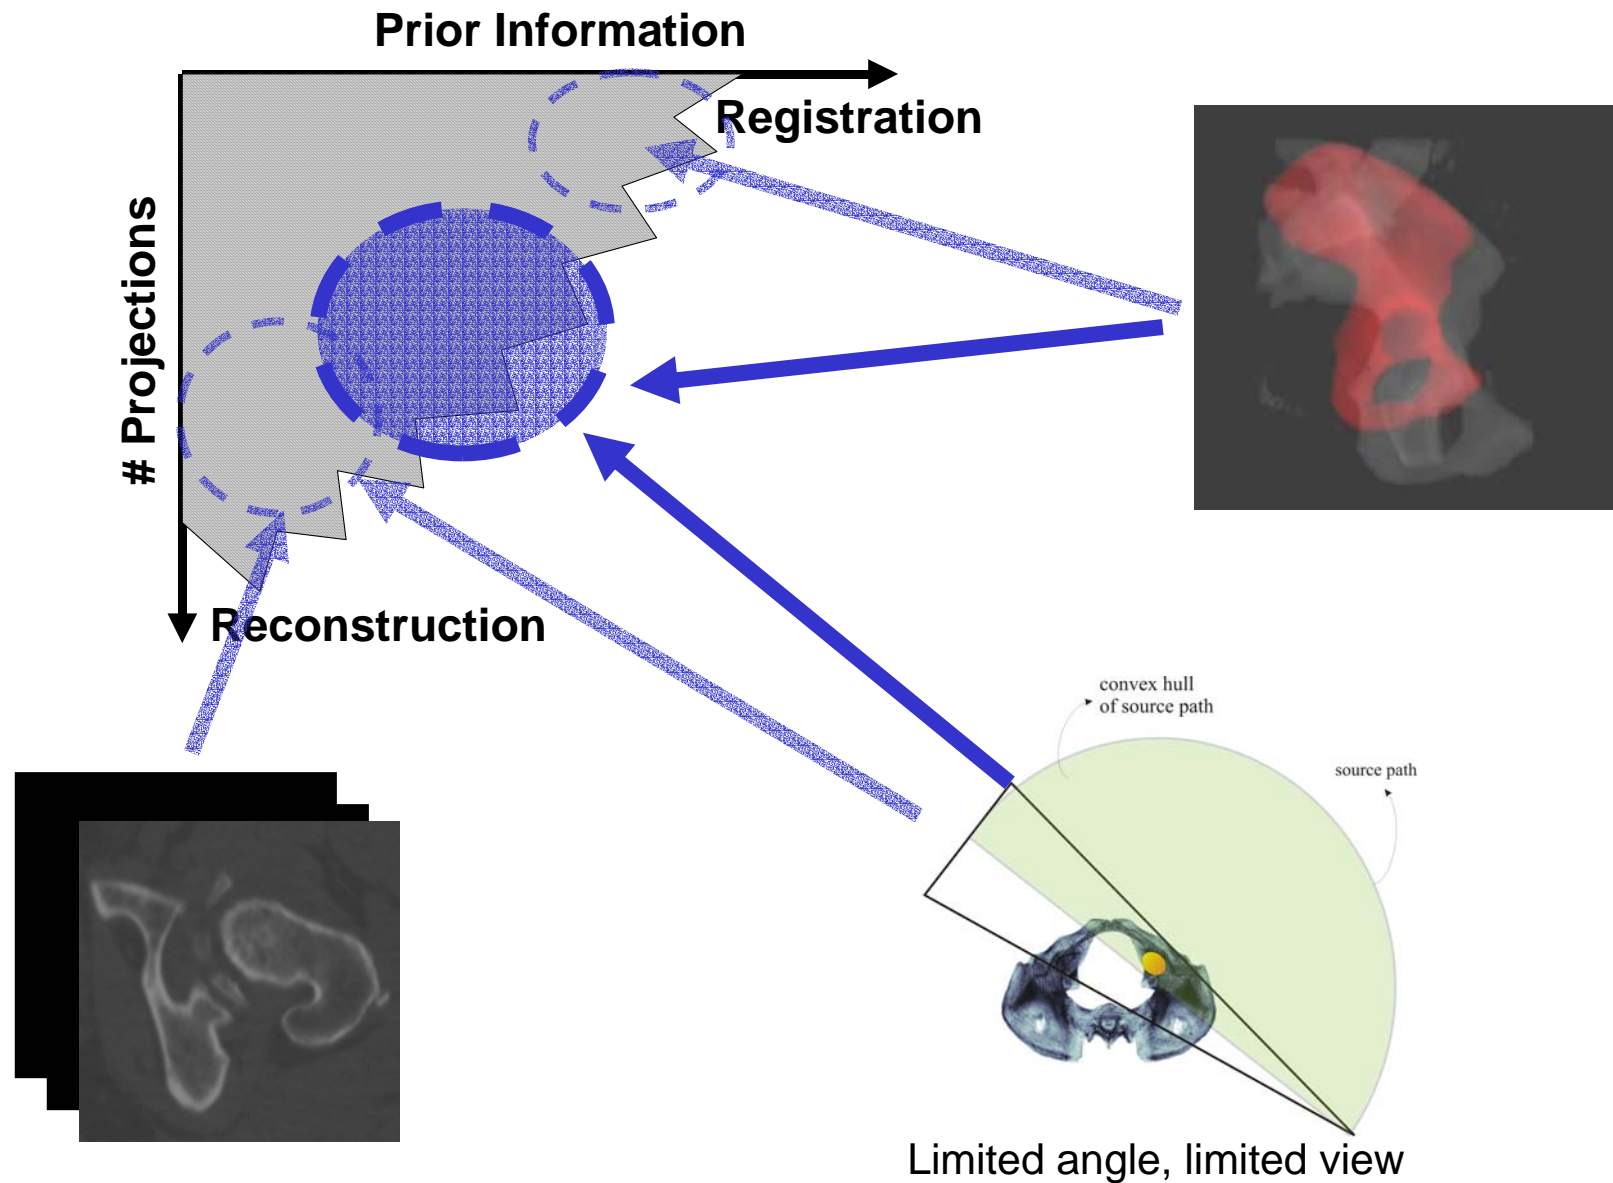 Prior Information
Registration
# Projections
Reconstruction
convex hull
of source path
source path
Limited angle, limited view